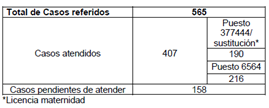 Total de Casos referidos 565
Casos atendidos 407 Puesto
377444/
sustitución*
190
Puesto 6564
216
Casos pendientes de atender 158
*Licencia maternidad